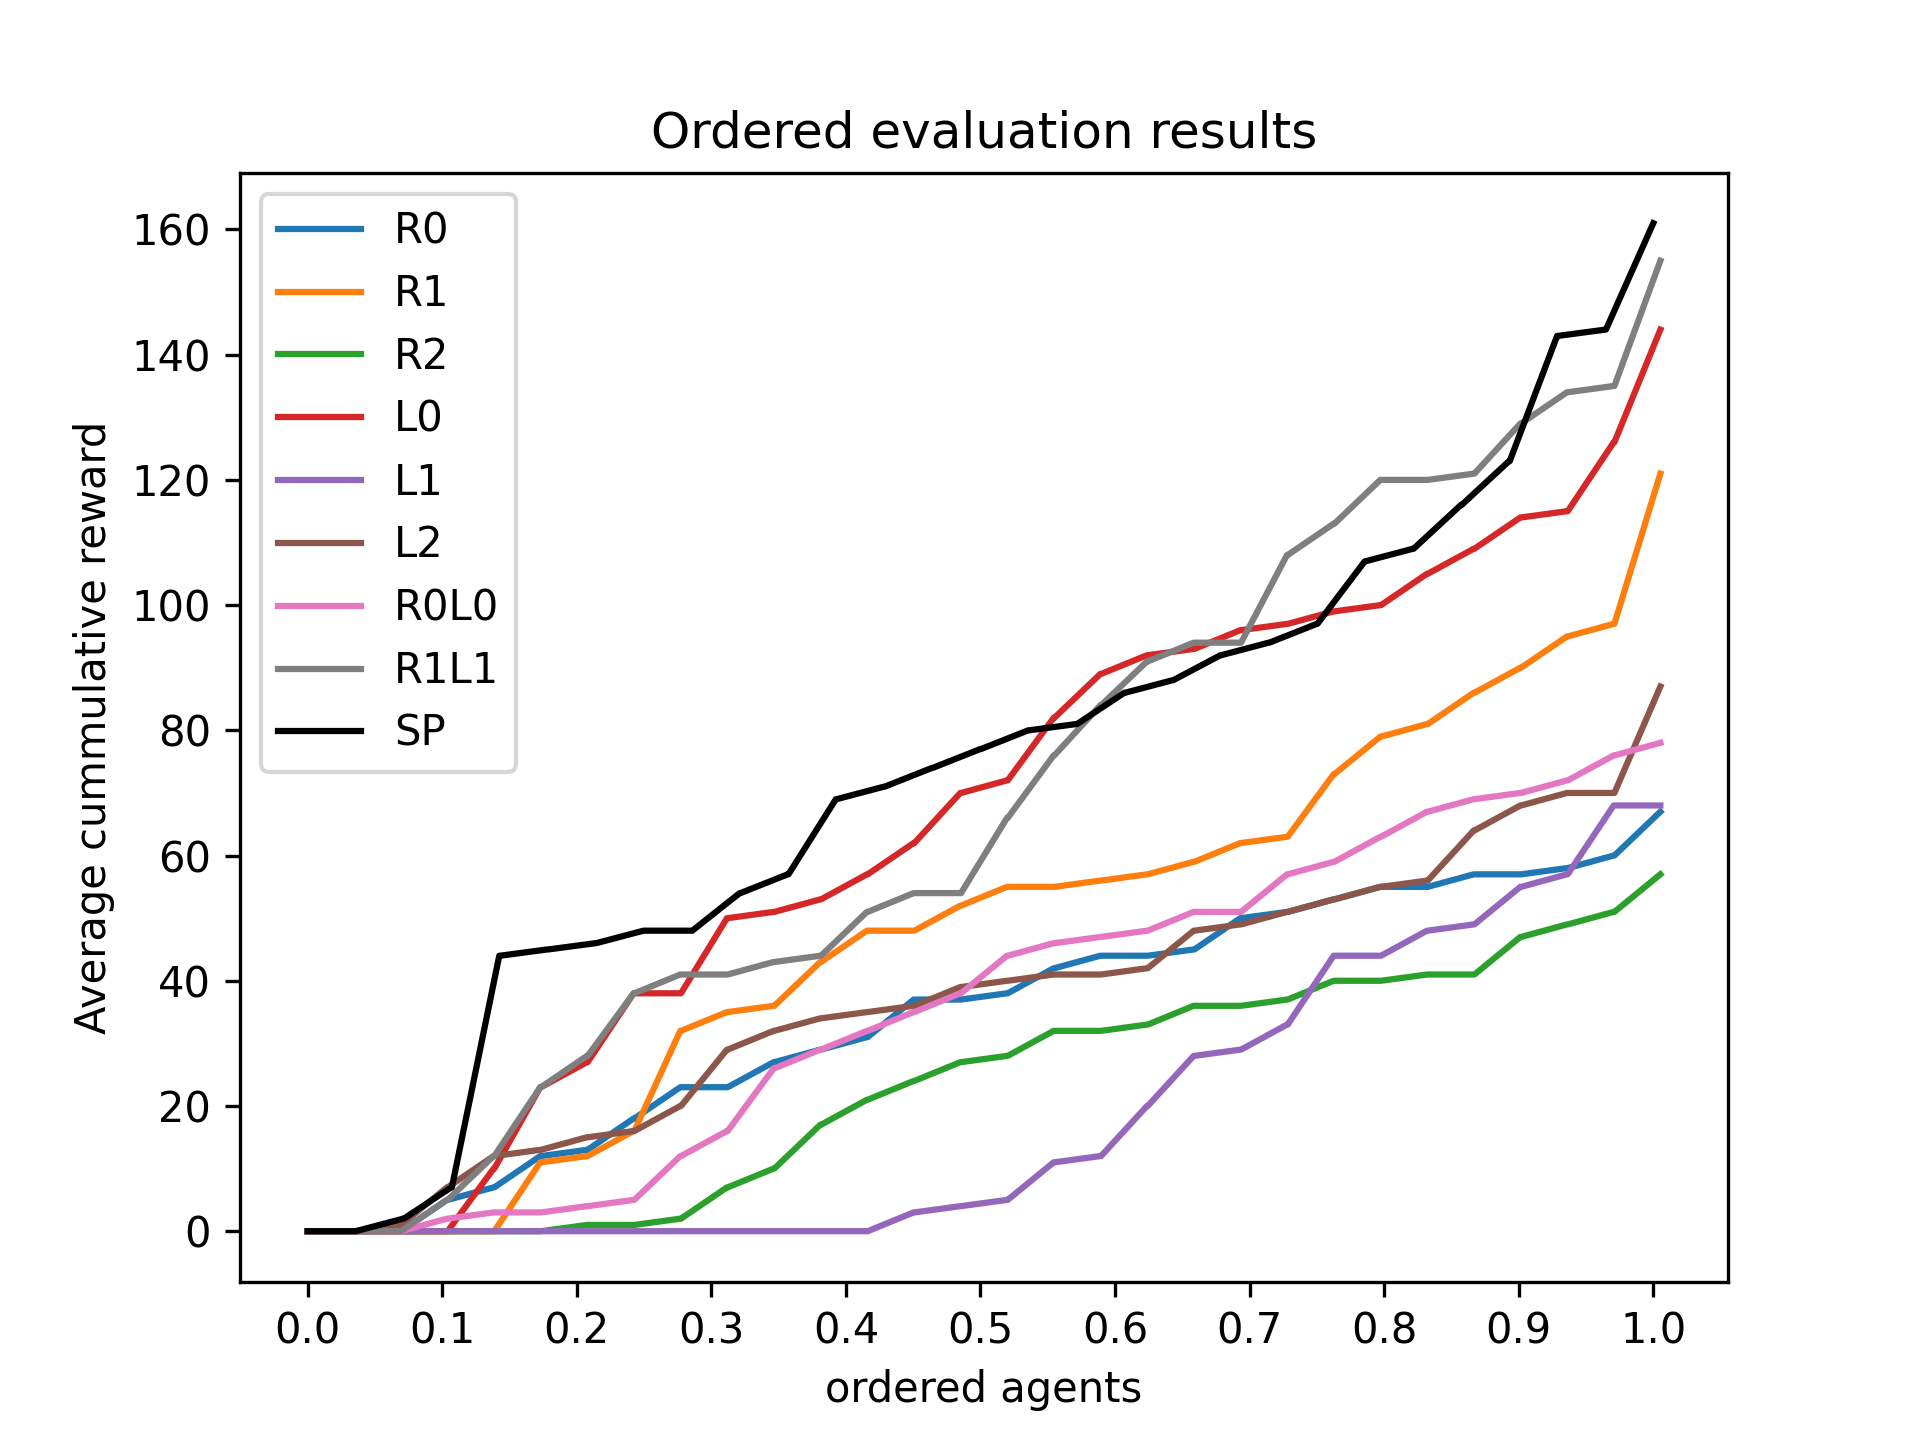 Ordered evaluation results
Average cummulative reward
160
140
120
100
80
60
40
20
0
R0
R1
R2
L0
L1
L2
R0L0
R1L1
SP
0.0 0.1 0.2 0.3 0.4 0.5 0.6 0.7 0.8 0.9 1.0
ordered agents